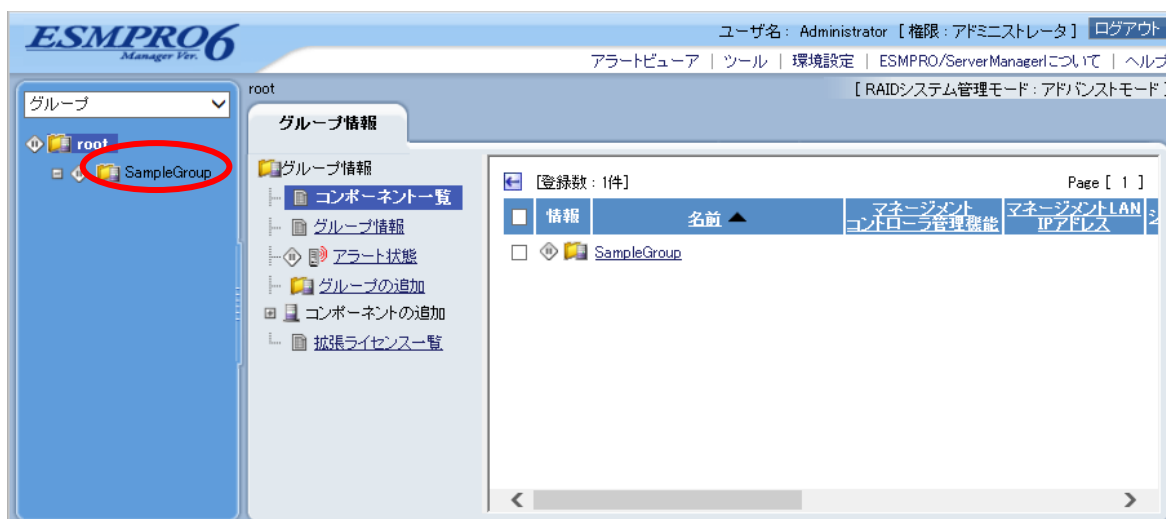 ESMPRO6
Manager Ver.
ユーザ名 : Administrator [ 権限 : アドミニストレータ ] ログアウト
アラートビューア | ツール | 環境設定 | ESMPRO/ServerManagerについて | ヘルプ
root
[ RAIDシステム管理モード : アドバンストモード ]
グループ
root
SampleGroup
グループ情報
グループ情報
コンポーネント一覧
グループ情報
アラート状態
グループの追加
コンポーネントの追加
拡張ライセンス一覧
[登録数 : 1件]
Page [ 1 ]
情報 名前 ▲ マネージメント コントローラ管理機能 マネージメントLAN IPアドレス
SampleGroup